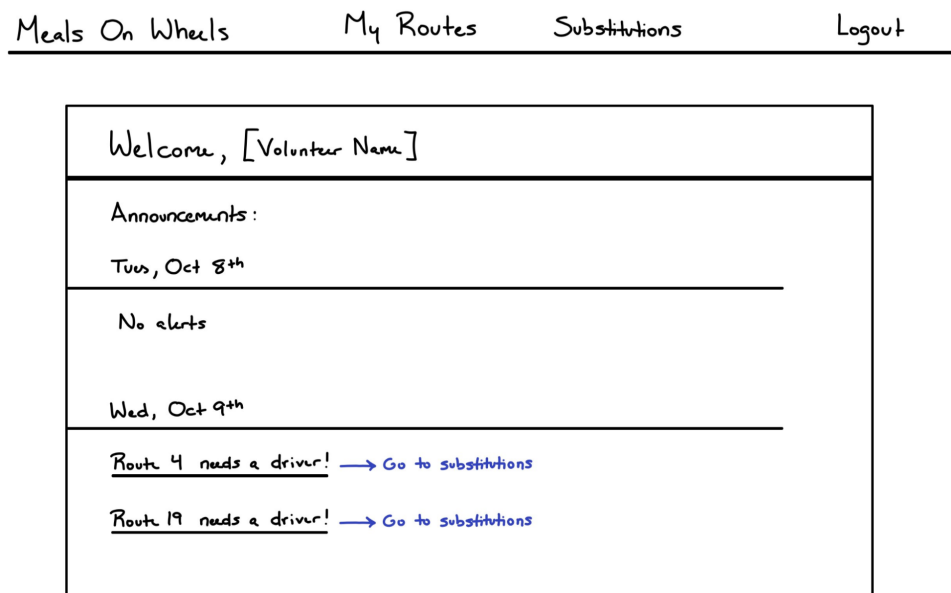 Meals On Wheels My Routes Substitutions Logout
Welcome, [Volunteer Name]
Announcements:
Tues, Oct 8th
No alerts
Wed, Oct 9th
Route 4 needs a driver! → Go to substitutions
Route 19 needs a driver! → Go to substitutions